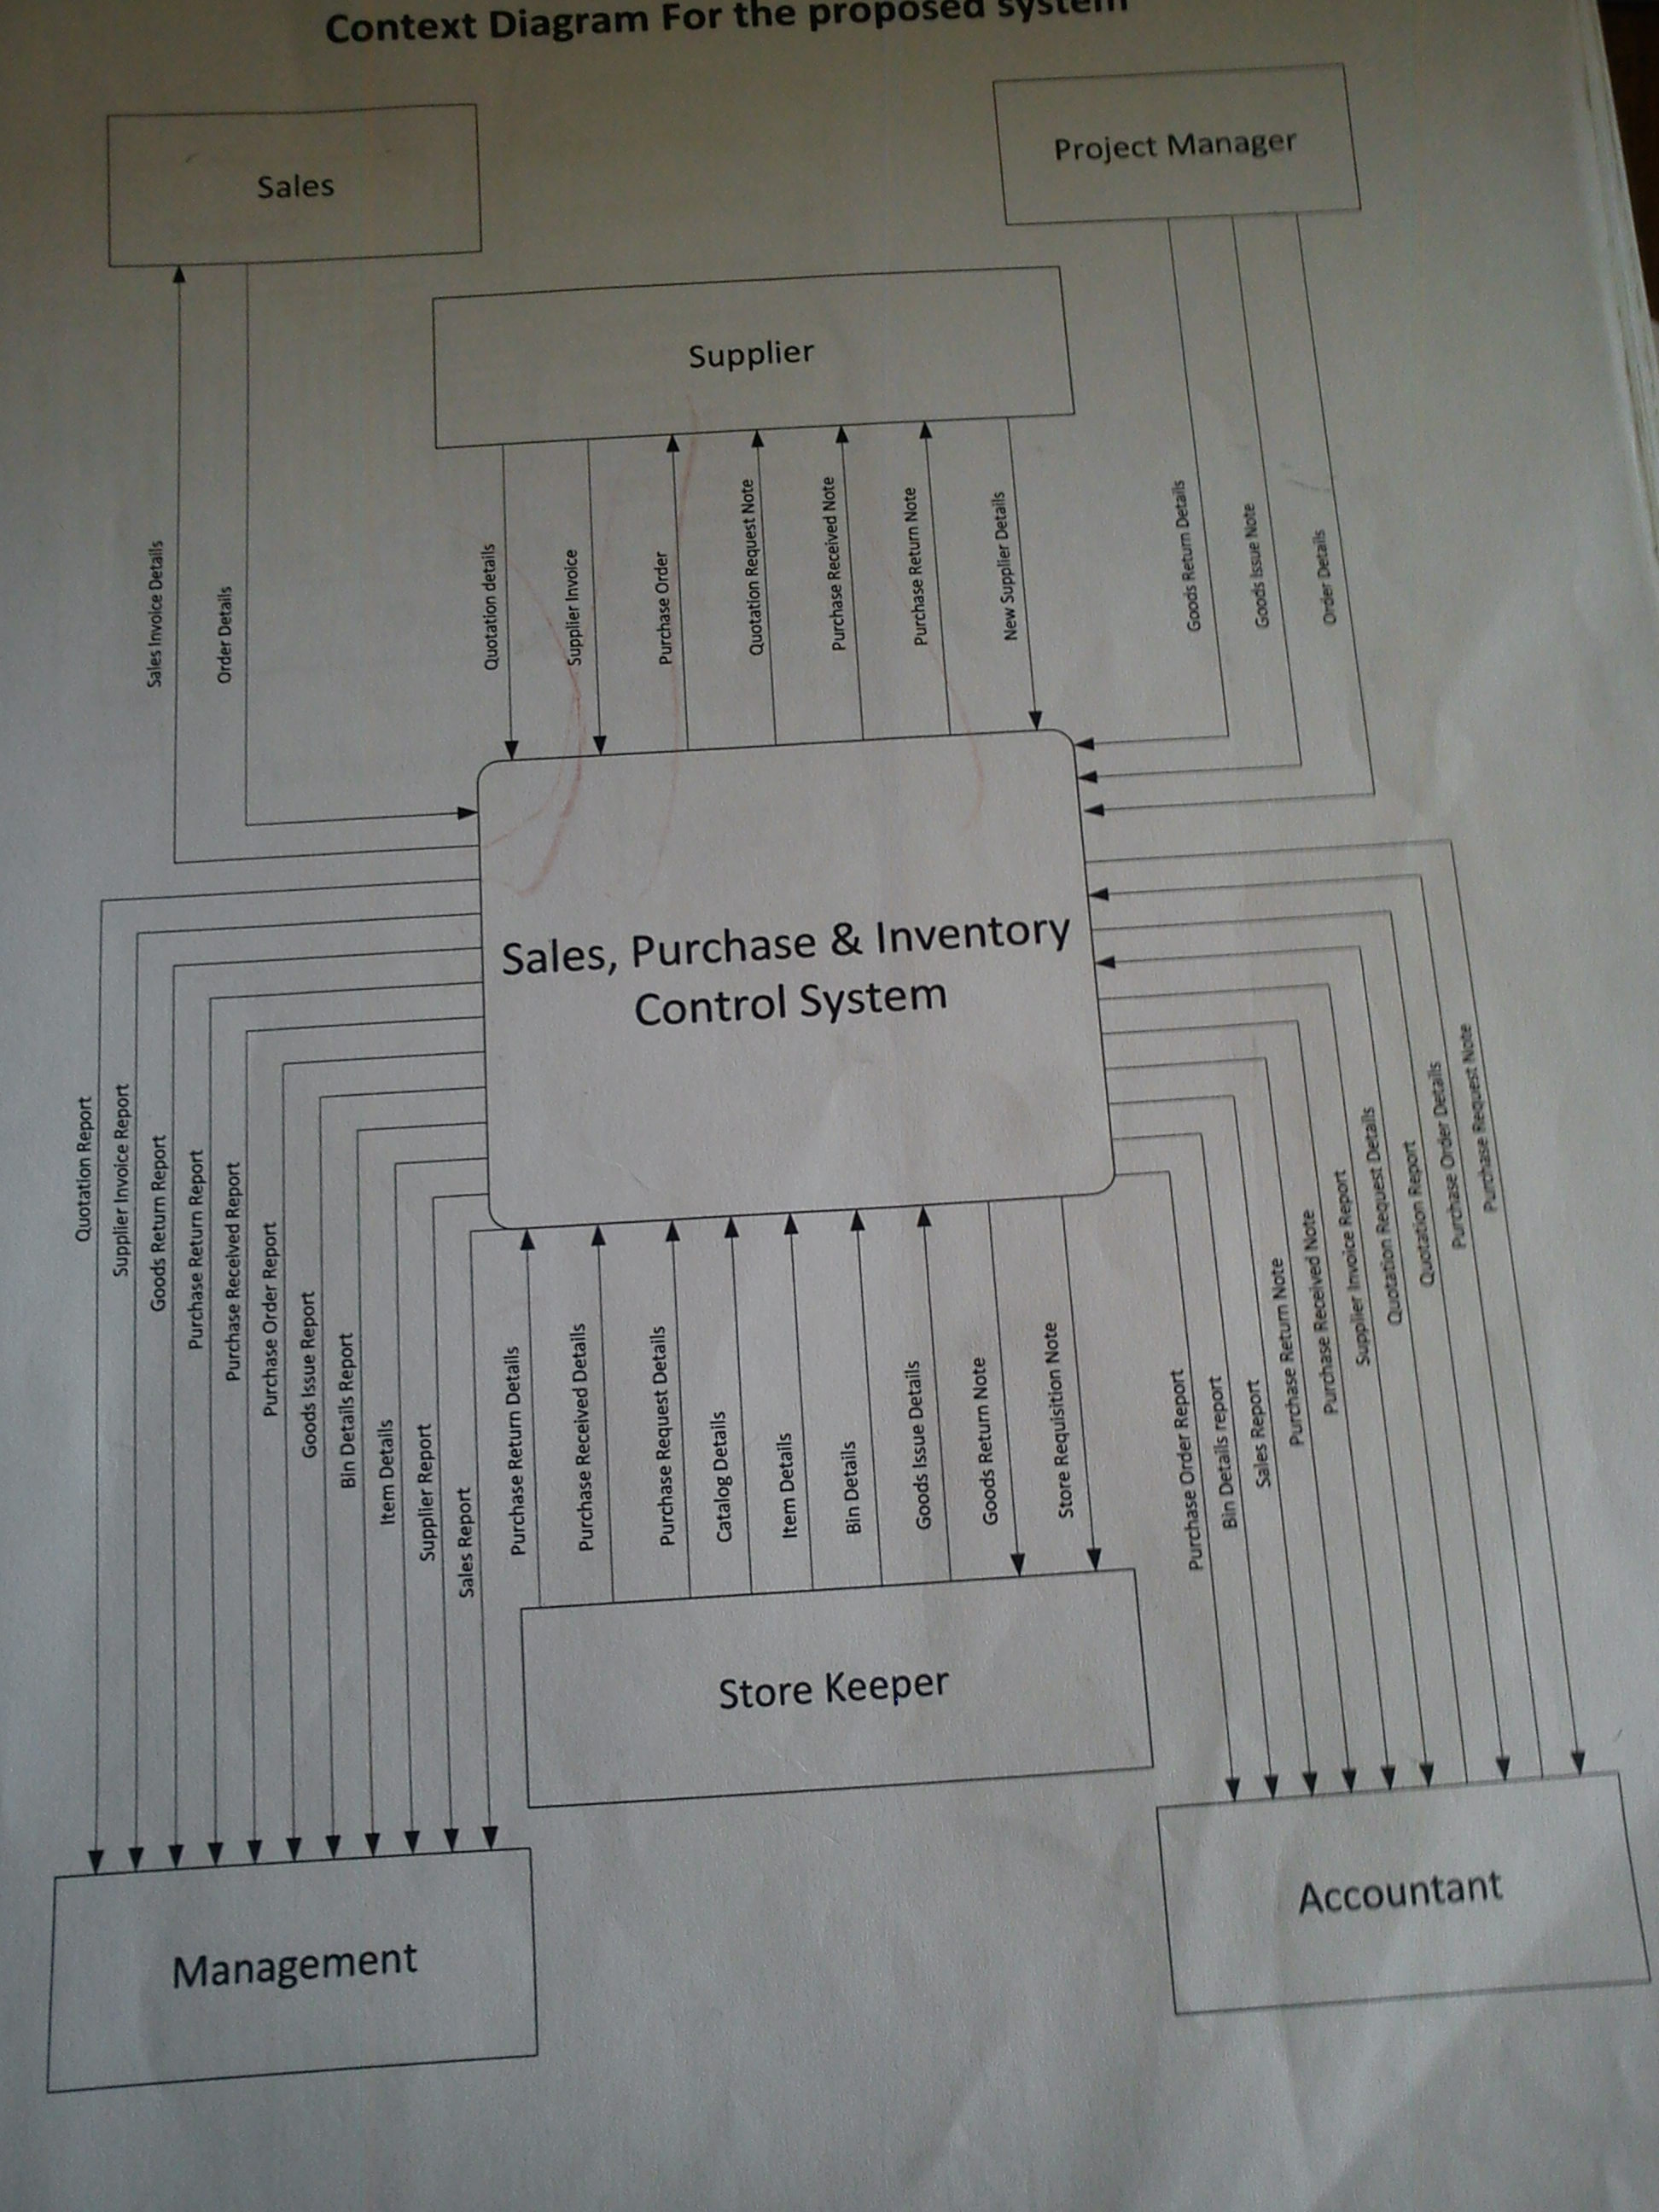 Context Diagram For the proposed system
Sales
Project Manager
Supplier
Sales Invoice Details
Order Details
Quotation details
Supplier Invoice
Purchase Order
Quotation Request Note
Purchase Received Note
Purchase Return Note
New Supplier Details
Goods Return Details
Goods Issue Note
Order Details
Sales, Purchase & Inventory
Control System
Quotation Report
Supplier Invoice Report
Goods Return Report
Purchase Return Report
Purchase Received Report
Purchase Order Report
Goods Issue Report
Bin Details Report
Item Details
Supplier Report
Sales Report
Purchase Return Details
Purchase Received Details
Purchase Request Details
Catalog Details
Item Details
Bin Details
Goods Issue Details
Goods Return Note
Store Requisition Note
Purchase Order Report
Bin Details report
Sales Report
Purchase Return Note
Purchase Received Note
Supplier Invoice Report
Quotation Request Details
Quotation Report
Purchase Order Details
Purchase Request Note
Store Keeper
Management
Accountant